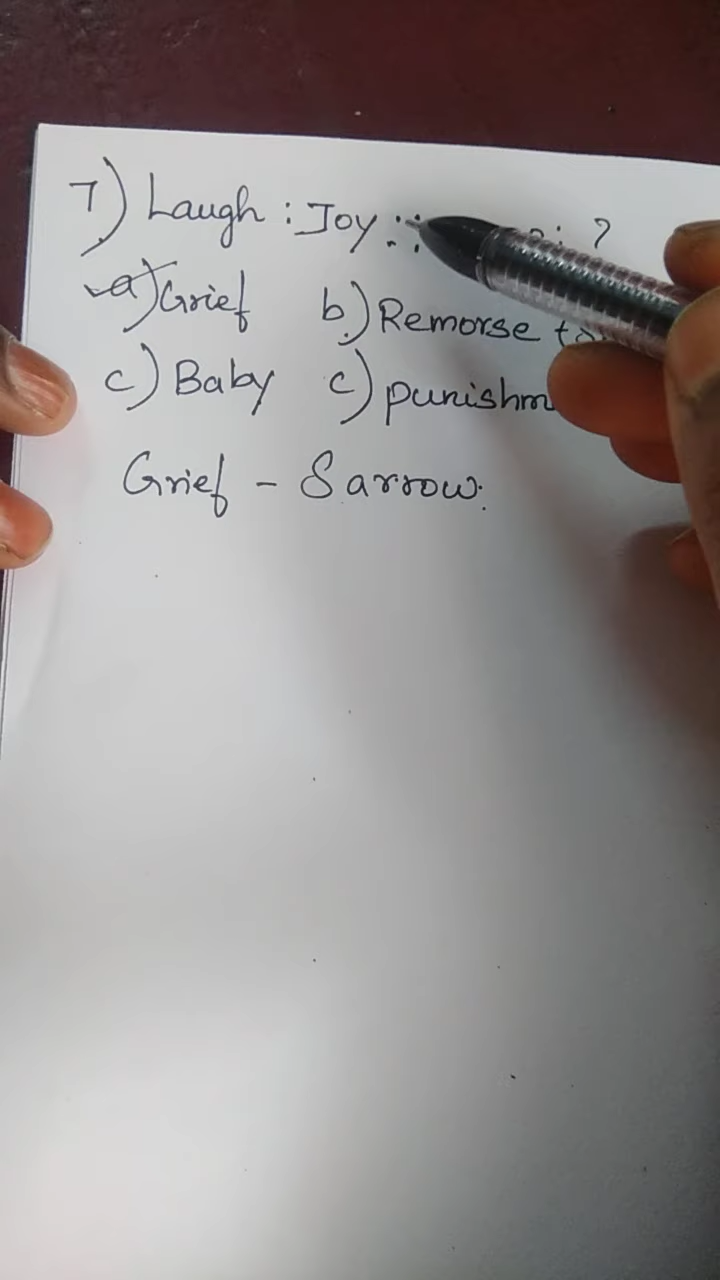 7) Laugh : Joy :: : ?
a) Grief b) Remorse
c) Baby c) punishm
Grief - Sarrow.